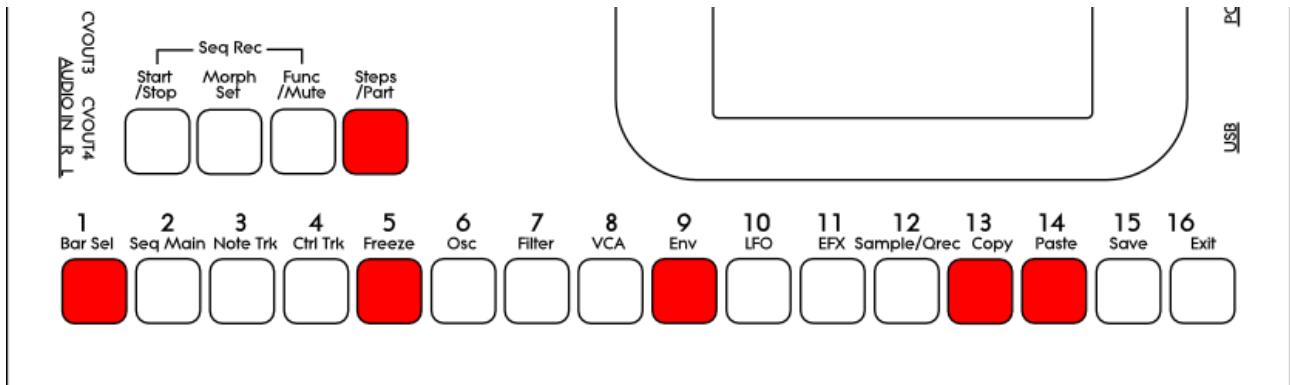 CVOUT3
CVOUT4
AUDIO IN R L
Seq Rec
Start
/Stop
Morph
Set
Func
/Mute
Steps
/Part
PC
USB
1 2 3 4 5 6 7 8 9 10 11 12 13 14 15 16
Bar Sel Seq Main Note Trk Ctrl Trk Freeze Osc Filter VCA Env LFO EFX Sample/Qrec Copy Paste Save Exit